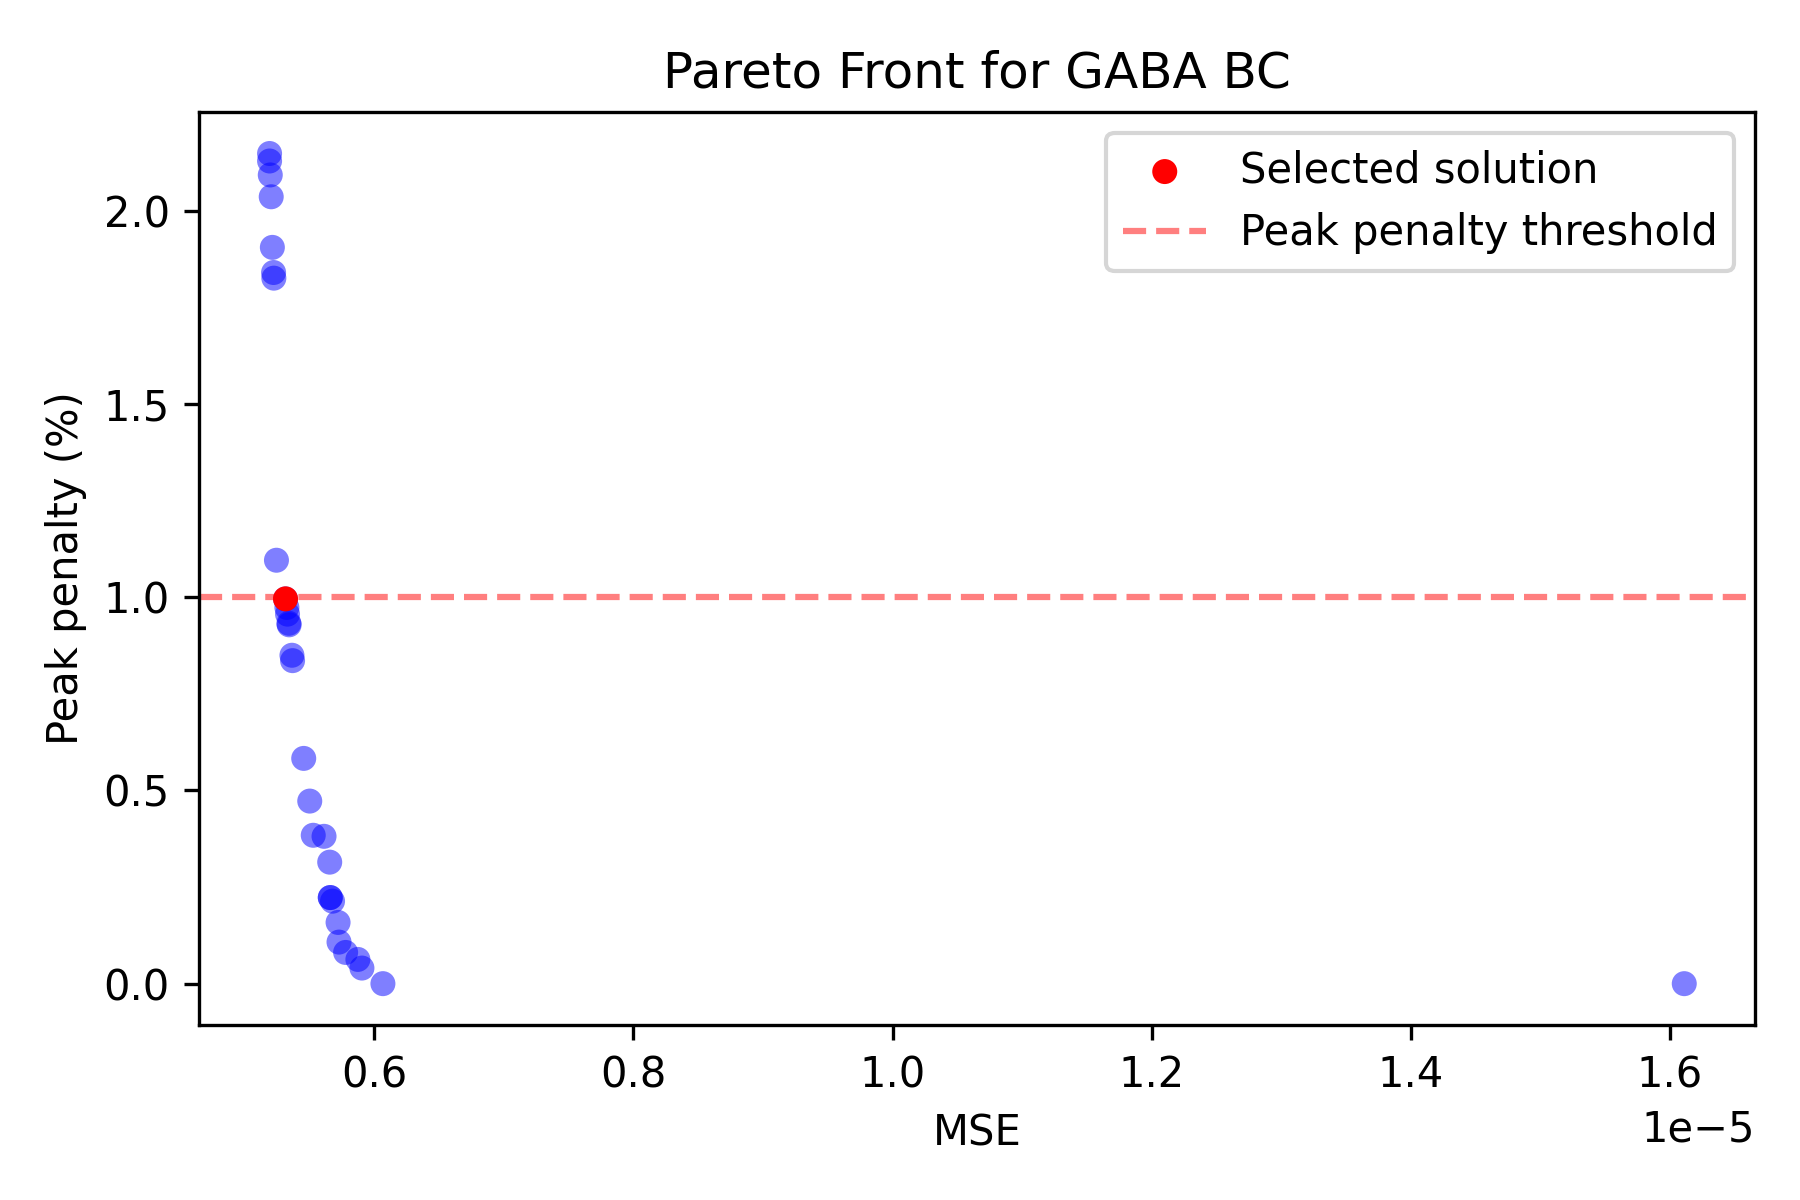 Pareto Front for GABA BC
Selected solution
Peak penalty threshold
Peak penalty (%)
2.0
1.5
1.0
0.5
0.0
0.6 0.8 1.0 1.2 1.4 1.6
MSE
1e−5